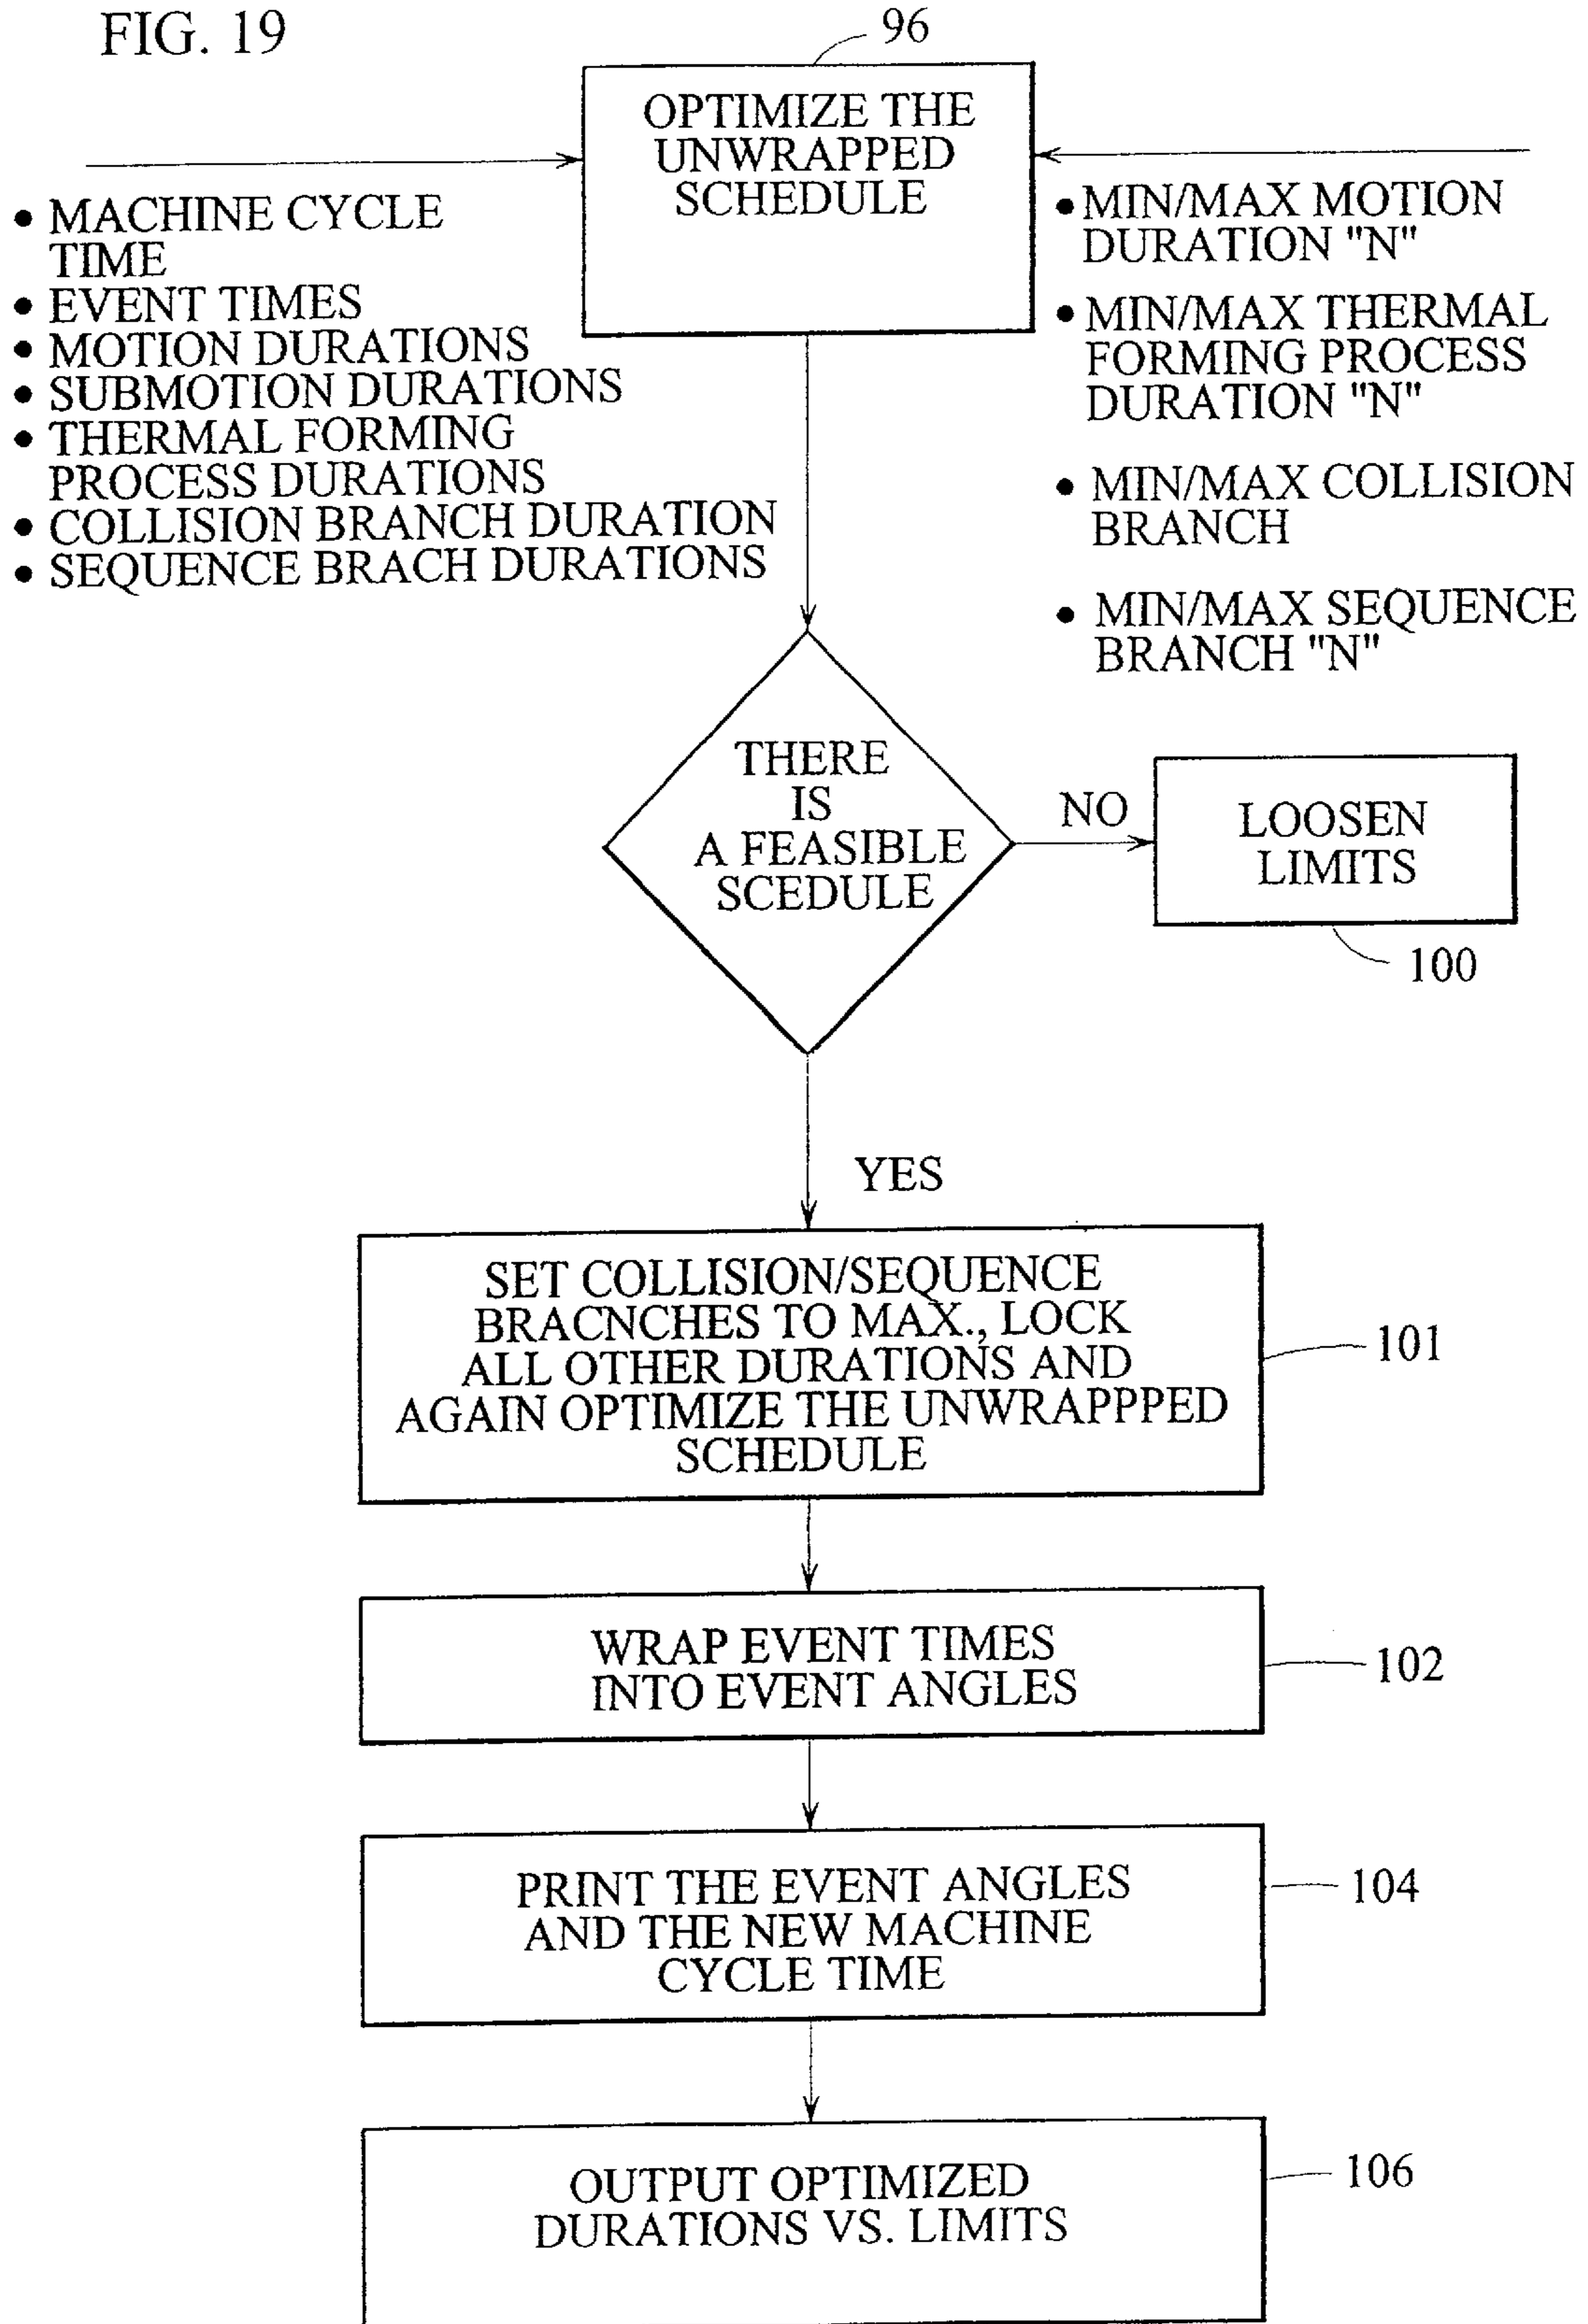 FIG. 19
96
OPTIMIZE THE
UNWRAPPED
SCHEDULE
• MACHINE CYCLE
TIME
• EVENT TIMES
• MOTION DURATIONS
• SUBMOTION DURATIONS
• THERMAL FORMING
PROCESS DURATIONS
• COLLISION BRANCH DURATION
• SEQUENCE BRACH DURATIONS
• MIN/MAX MOTION
DURATION "N"
• MIN/MAX THERMAL
FORMING PROCESS
DURATION "N"
• MIN/MAX COLLISION
BRANCH
• MIN/MAX SEQUENCE
BRANCH "N"
THERE
IS
A FEASIBLE
SCEDULE
NO
LOOSEN
LIMITS
100
YES
SET COLLISION/SEQUENCE
BRACNCHES TO MAX., LOCK
ALL OTHER DURATIONS AND
AGAIN OPTIMIZE THE UNWRAPPPED
SCHEDULE
101
WRAP EVENT TIMES
INTO EVENT ANGLES
102
PRINT THE EVENT ANGLES
AND THE NEW MACHINE
CYCLE TIME
104
OUTPUT OPTIMIZED
DURATIONS VS. LIMITS
106